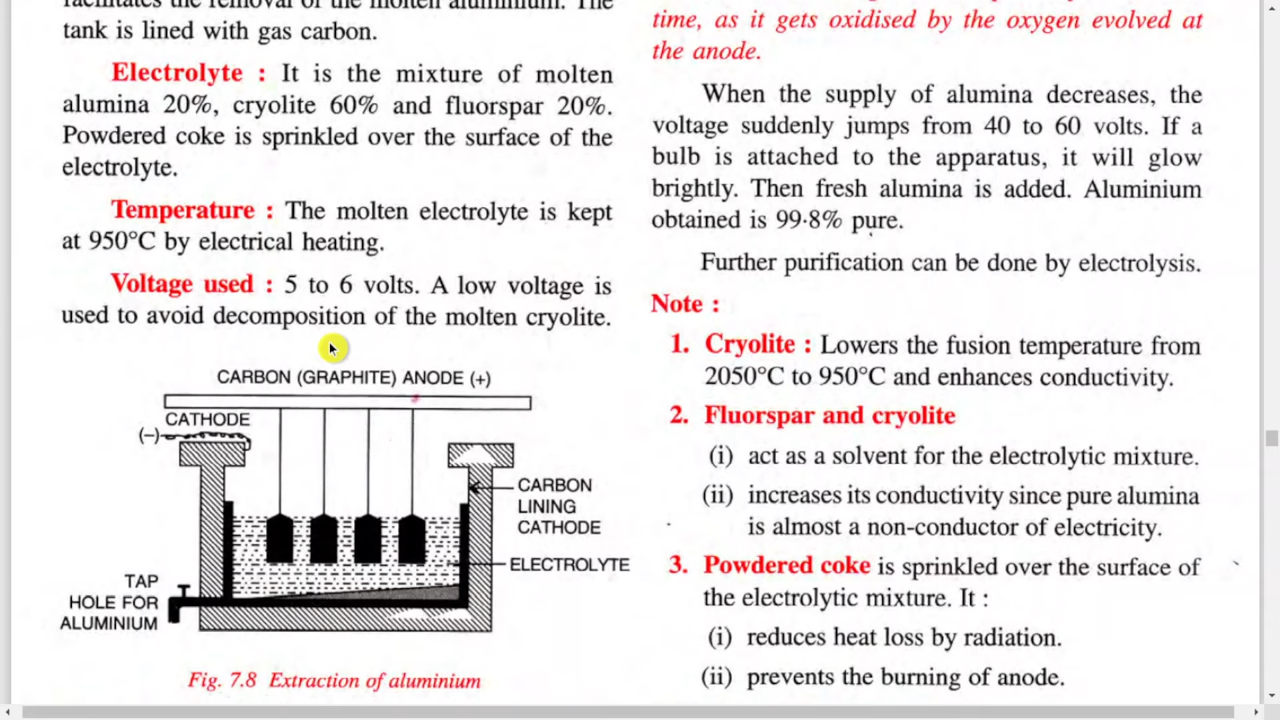 facilitates the removal of the molten aluminium. The
tank is lined with gas carbon.
Electrolyte : It is the mixture of molten
alumina 20%, cryolite 60% and fluorspar 20%.
Powdered coke is sprinkled over the surface of the
electrolyte.
Temperature : The molten electrolyte is kept
at 950°C by electrical heating.
Voltage used : 5 to 6 volts. A low voltage is
used to avoid decomposition of the molten cryolite.
CARBON (GRAPHITE) ANODE (+)
CATHODE
(–)
CARBON
LINING
CATHODE
ELECTROLYTE
TAP
HOLE FOR
ALUMINIUM
Fig. 7.8 Extraction of aluminium
time, as it gets oxidised by the oxygen evolved at
the anode.
When the supply of alumina decreases, the
voltage suddenly jumps from 40 to 60 volts. If a
bulb is attached to the apparatus, it will glow
brightly. Then fresh alumina is added. Aluminium
obtained is 99·8% pure.
Further purification can be done by electrolysis.
Note :
1. Cryolite : Lowers the fusion temperature from
2050°C to 950°C and enhances conductivity.
2. Fluorspar and cryolite
(i) act as a solvent for the electrolytic mixture.
(ii) increases its conductivity since pure alumina
is almost a non-conductor of electricity.
3. Powdered coke is sprinkled over the surface of
the electrolytic mixture. It :
(i) reduces heat loss by radiation.
(ii) prevents the burning of anode.